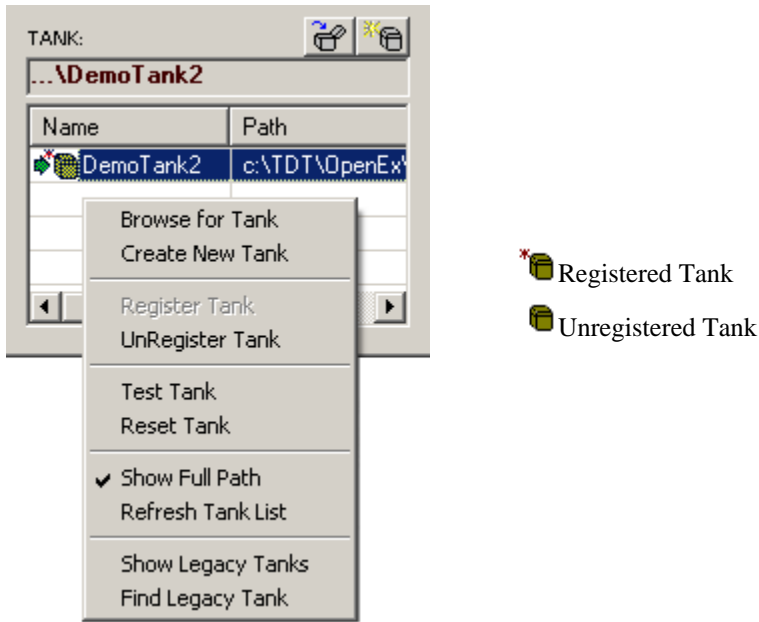 TANK:
...\DemoTank2
Name Path
DemoTank2 c:\TDT\OpenEx\
Browse for Tank
Create New Tank
Register Tank
UnRegister Tank
Test Tank
Reset Tank
Show Full Path
Refresh Tank List
Show Legacy Tanks
Find Legacy Tank
Registered Tank
Unregistered Tank